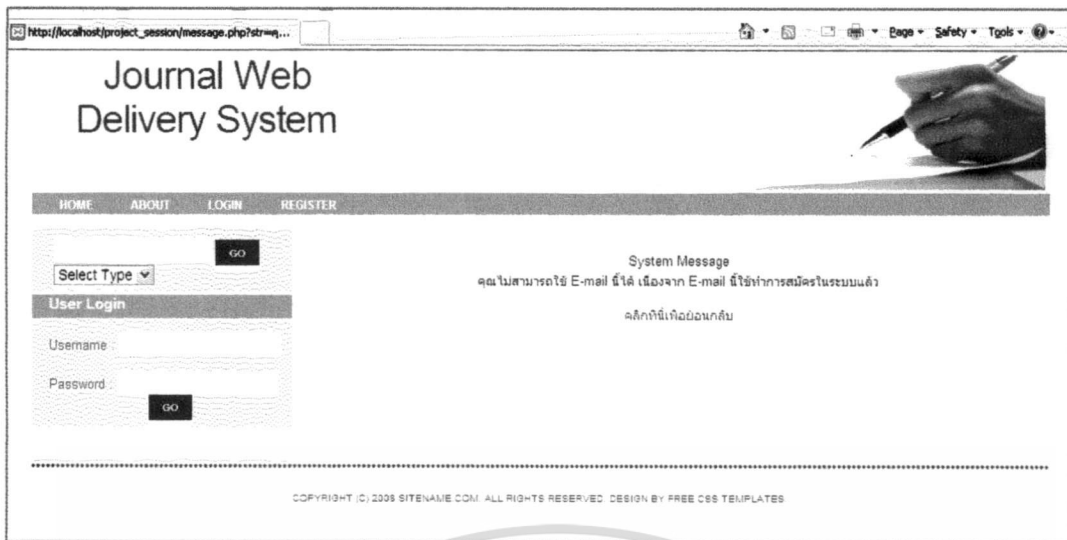 http://localhost/project_session/message.php?str=คุ...
Page Safety Tools
Journal Web
Delivery System
HOME ABOUT LOGIN REGISTER
GO
Select Type
User Login
Username :
Password :
GO
System Message
คุณไม่สามารถใช้ E-mail นี้ได้ เนื่องจาก E-mail นี้ใช้ทำการสมัครในระบบแล้ว
คลิกที่นี่เพื่อย้อนกลับ
COPYRIGHT (C) 2008 SITENAME.COM. ALL RIGHTS RESERVED. DESIGN BY FREE CSS TEMPLATES.